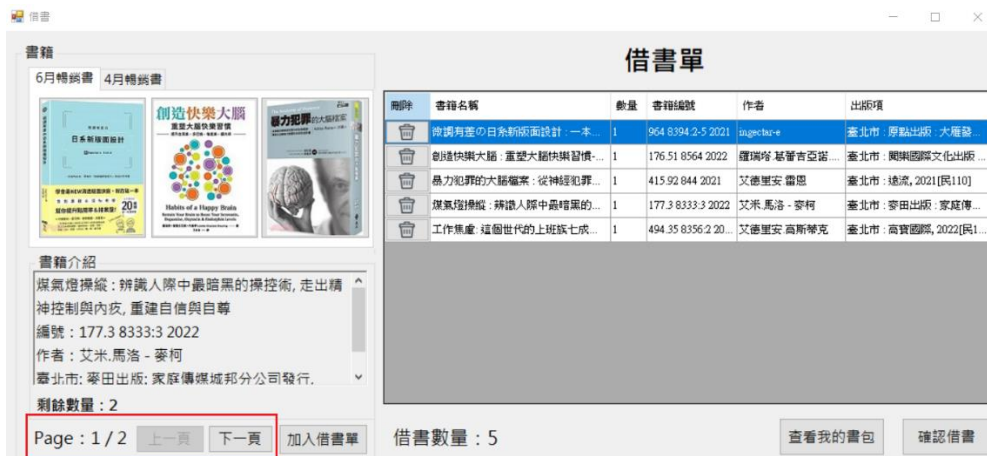 借書
書籍
6月暢銷書 4月暢銷書
日系新版面設計
創造快樂大腦
重塑大腦快樂習慣
Habits of a Happy Brain
暴力犯罪的大腦檔案
書籍介紹
煤氣燈操縱 : 辨識人際中最暗黑的操控術, 走出精
神控制與內疚, 重建自信與自尊
編號：177.3 8333:3 2022
作者：艾米.馬洛 - 麥柯
臺北市: 麥田出版: 家庭傳媒城邦分公司發行,
剩餘數量：2
Page：1 / 2 上一頁 下一頁 加入借書單
借書單
刪除 書籍名稱 數量 書籍編號 作者 出版項
微調有差の日系新版面設計 : 一本... 1 964 8394:2-5 2021 ingectar-e 臺北市 : 原點出版 : 大雁發...
創造快樂大腦 : 重塑大腦快樂習慣-... 1 176.51 8564 2022 羅瑞塔.葛蕾吉亞諾... 臺北市 : 閱樂國際文化出版 ...
暴力犯罪的大腦檔案 : 從神經犯罪... 1 415.92 844 2021 艾德里安.雷恩 臺北市 : 遠流, 2021[民110]
煤氣燈操縱 : 辨識人際中最暗黑的... 1 177.3 8333:3 2022 艾米.馬洛 - 麥柯 臺北市 : 麥田出版 : 家庭傳...
工作焦慮: 這個世代的上班族七成... 1 494.35 8356:2 20... 艾德里安.高斯蒂克 臺北市 : 高寶國際, 2022[民1...
借書數量：5 查看我的書包 確認借書